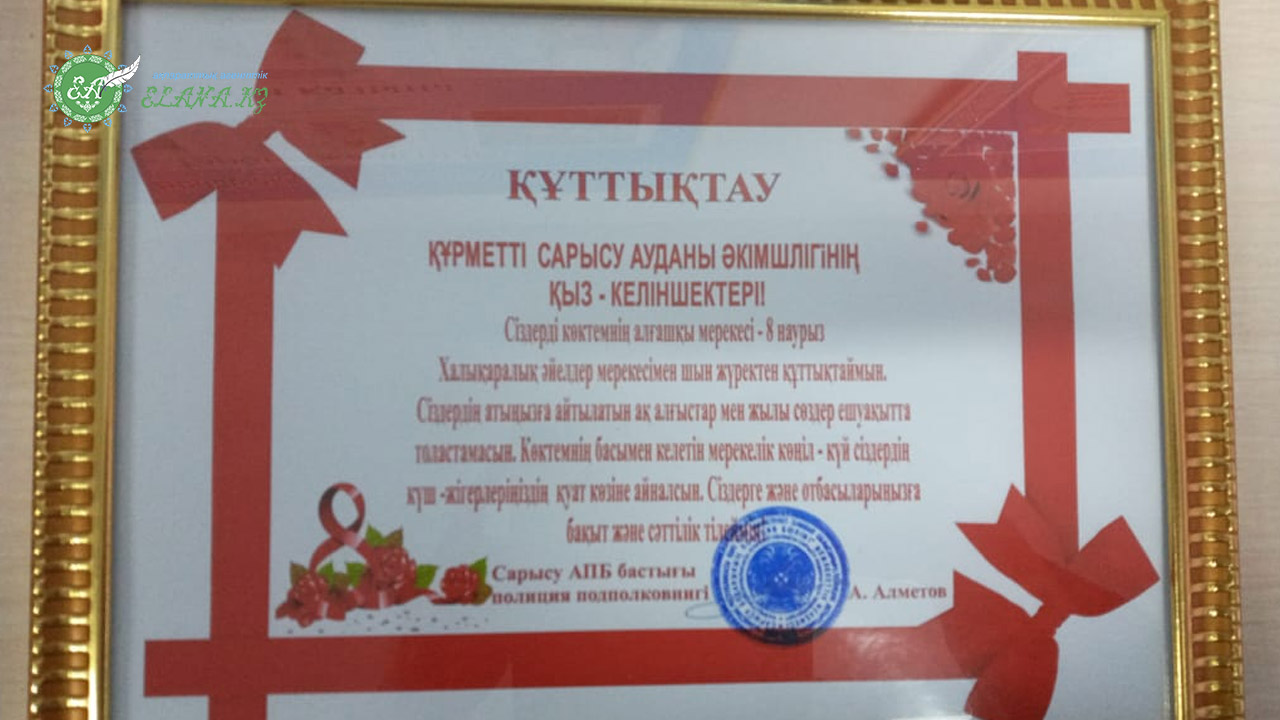 ELANA.KZ
ҚҰТТЫҚТАУ
ҚҰРМЕТТІ САРЫСУ АУДАНЫ ӘКІМШЛІГіНІҢ
ҚЫЗ - КЕЛІНШЕКТЕРІ!
Сіздерді көктемнің алғашқы мерекесі - 8 наурыз
Халықаралық әйелдер мерекесімен шын жүректен құттықтаймын.
Сіздердің атыңызға айтылатын ақ алғыстар мен жылы сөздер ешуақытта
толастамасын. Көктемнің басымен келетін мерекелік көңіл - күй сіздердің
күш -жігерлеріңіздің қуат көзіне айналсын. Сіздерге және отбасыларыңызға
бақыт және сәттілік тілеймін!
Сарысу АПБ бастығы
полиция подполковнигі А. Алметов